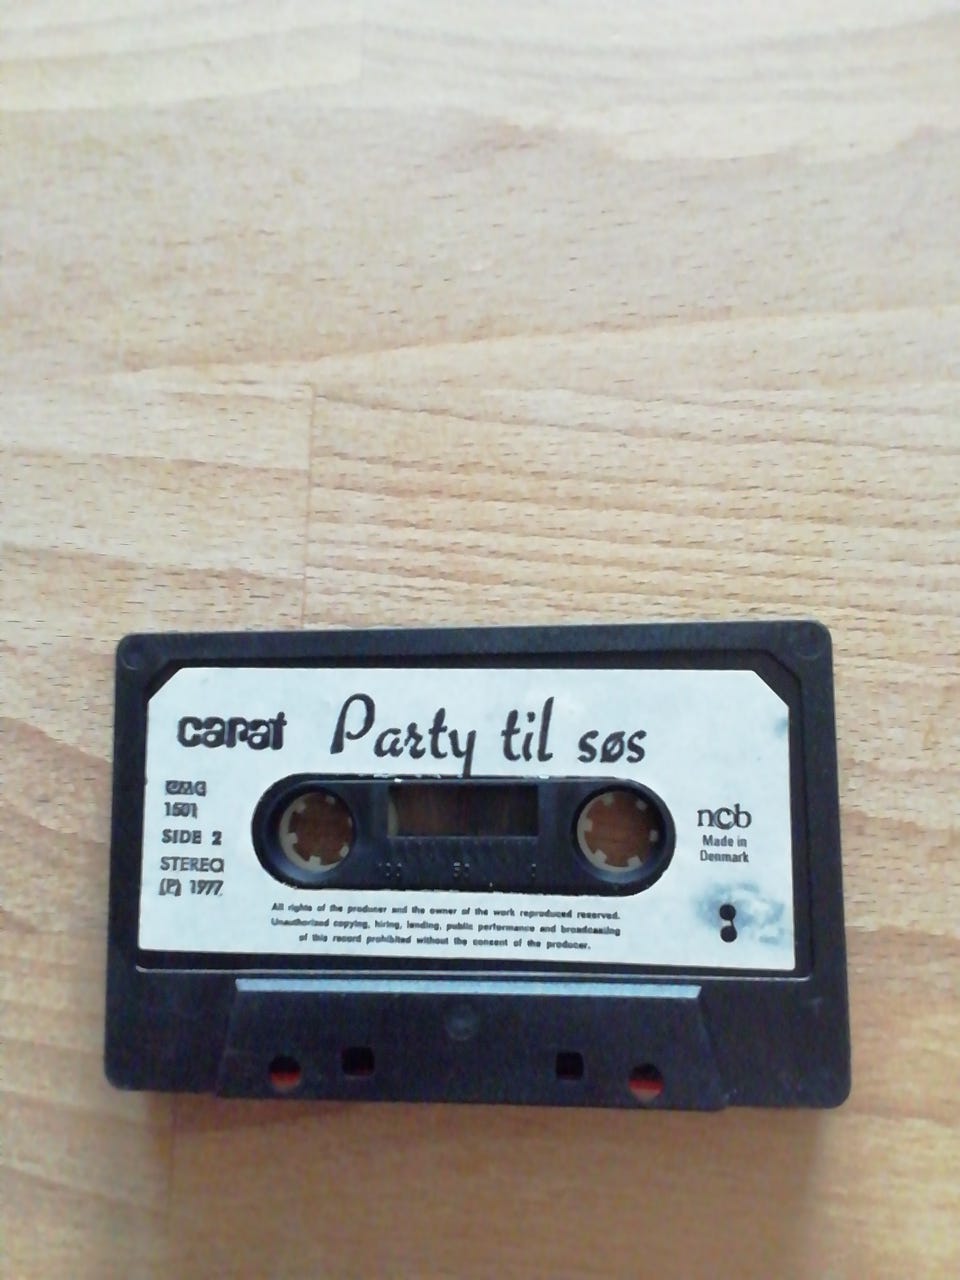 carat Party til søs
CMG
1501
SIDE 2
STEREO
(P) 1977
ncb
Made in
Denmark
All rights of the producer and the owner of the work reproduced reserved.
Unauthorized copying, hiring, lending, public performance and broadcasting
of this record prohibited without the consent of the producer.